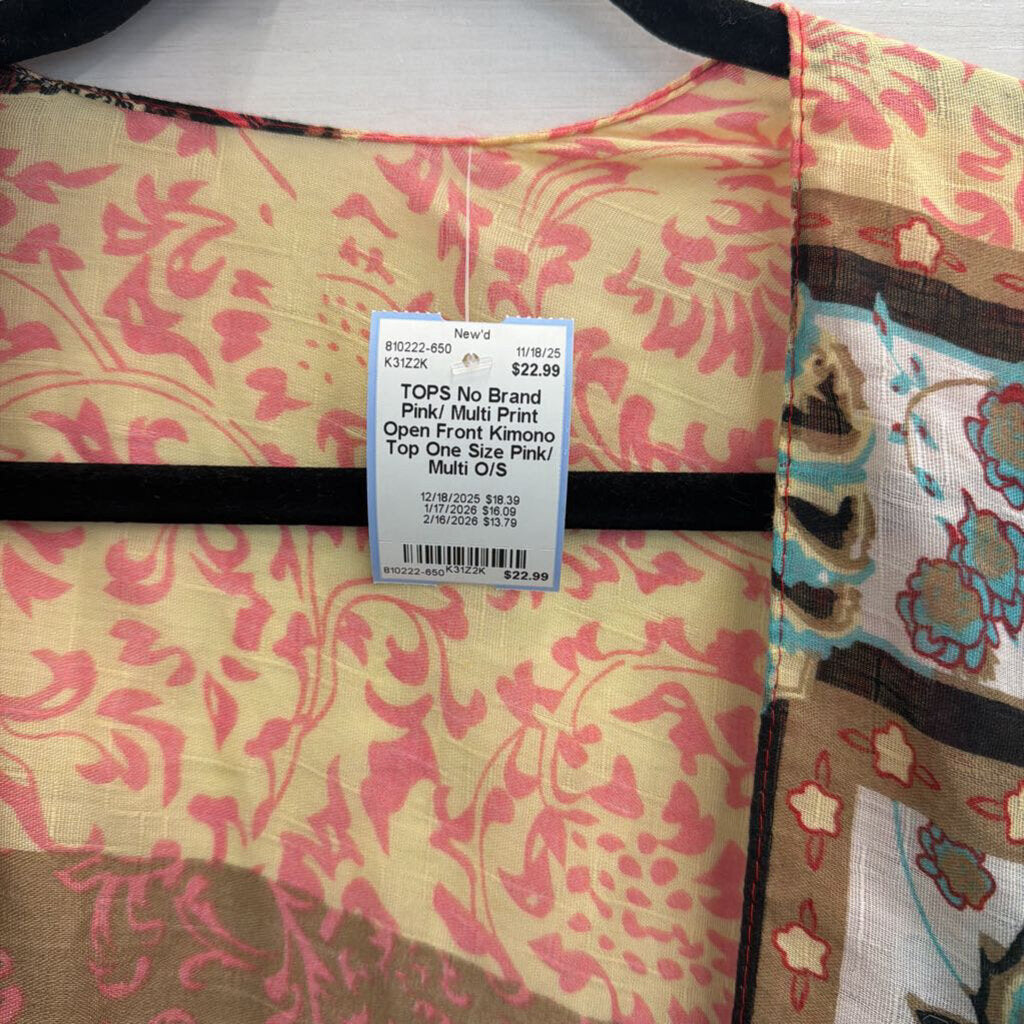 New'd
810222-650 11/18/25
K31Z2K $22.99
TOPS No Brand
Pink/ Multi Print
Open Front Kimono
Top One Size Pink/
Multi O/S
12/18/2025 $18.39
1/17/2026 $16.09
2/16/2026 $13.79
810222-650 K31Z2K $22.99